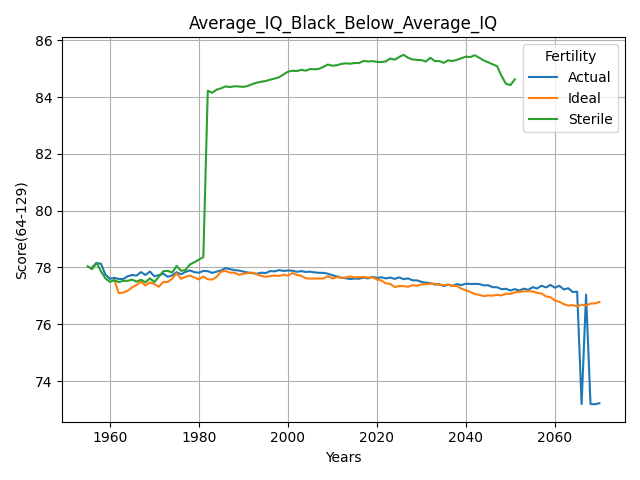 Average_IQ_Black_Below_Average_IQ
Score(64-129)
86
84
82
80
78
76
74
Fertility
Actual
Ideal
Sterile
1960
1980
2000
2020
2040
2060
Years